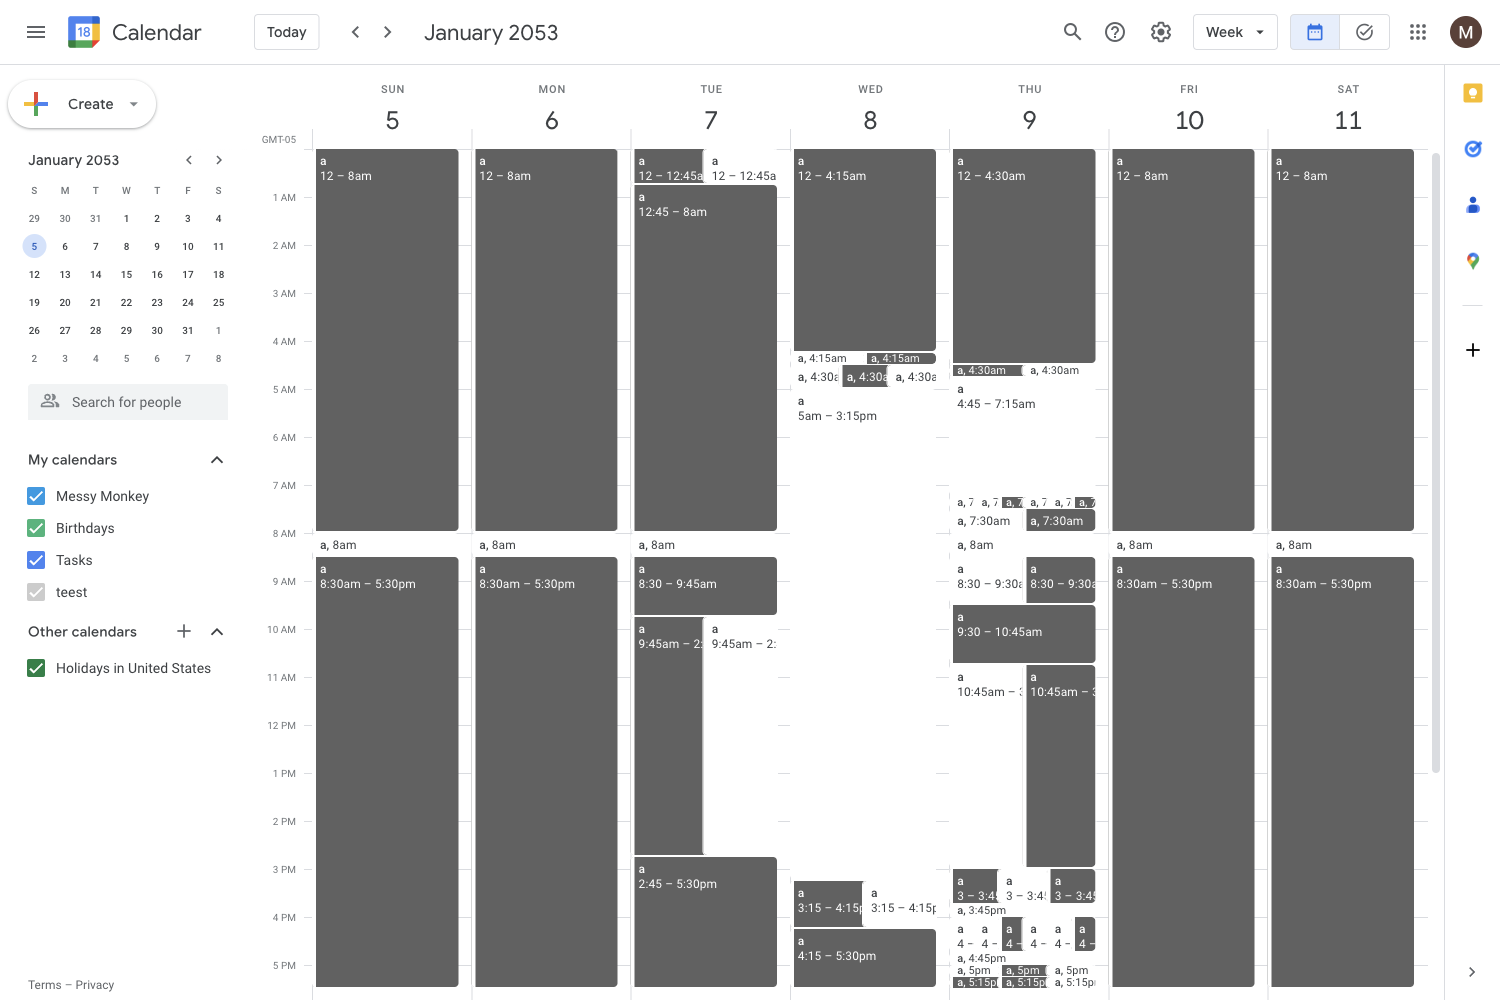 18 Calendar
Today
January 2053
Week
M
Create
January 2053
S M T W T F S
29 30 31 1 2 3 4
5 6 7 8 9 10 11
12 13 14 15 16 17 18
19 20 21 22 23 24 25
26 27 28 29 30 31 1
2 3 4 5 6 7 8
Search for people
My calendars
Messy Monkey
Birthdays
Tasks
teest
Other calendars
Holidays in United States
Terms – Privacy
SUN MON TUE WED THU FRI SAT
5 6 7 8 9 10 11
GMT-05
1 AM
2 AM
3 AM
4 AM
5 AM
6 AM
7 AM
8 AM
9 AM
10 AM
11 AM
12 PM
1 PM
2 PM
3 PM
4 PM
5 PM
a
12 – 8am
a, 8am
a
8:30am – 5:30pm
a
12 – 8am
a, 8am
a
8:30am – 5:30pm
a
12 – 12:45a
a
12 – 12:45a
a
12:45 – 8am
a, 8am
a
8:30 – 9:45am
a
9:45am – 2:
a
9:45am – 2:
a
2:45 – 5:30pm
a
12 – 4:15am
a, 4:15am
a, 4:15am
a, 4:30a
a, 4:30a
a, 4:30a
a
5am – 3:15pm
a
3:15 – 4:15p
a
3:15 – 4:15p
a
4:15 – 5:30pm
a
12 – 4:30am
a, 4:30am
a, 4:30am
a
4:45 – 7:15am
a, 7
a, 7
a, 7
a, 7
a, 7
a, 7
a, 7:30am
a, 7:30am
a, 8am
a
8:30 – 9:30a
a
8:30 – 9:30a
a
9:30 – 10:45am
a
10:45am – 3
a
10:45am – 3
a
3 – 3:45
a
3 – 3:45
a
3 – 3:45
a, 3:45pm
a
4 –
a
4 –
a
4 –
a
4 –
a
4 –
a
4 –
a, 4:45pm
a, 5pm
a, 5pm
a, 5pm
a, 5:15p
a, 5:15p
a, 5:15p
a
12 – 8am
a, 8am
a
8:30am – 5:30pm
a
12 – 8am
a, 8am
a
8:30am – 5:30pm